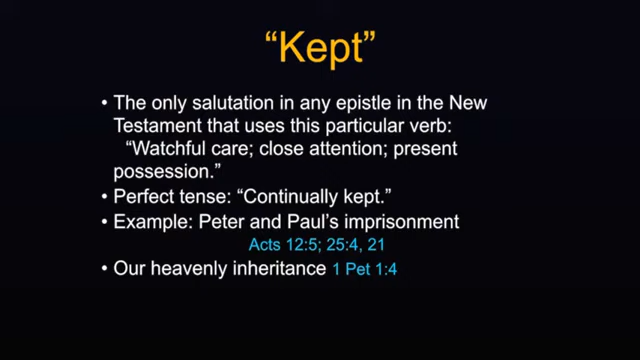 “Kept”
• The only salutation in any epistle in the New
Testament that uses this particular verb:
“Watchful care; close attention; present
possession.”
• Perfect tense: “Continually kept.”
• Example: Peter and Paul’s imprisonment
Acts 12:5; 25:4, 21
• Our heavenly inheritance 1 Pet 1:4